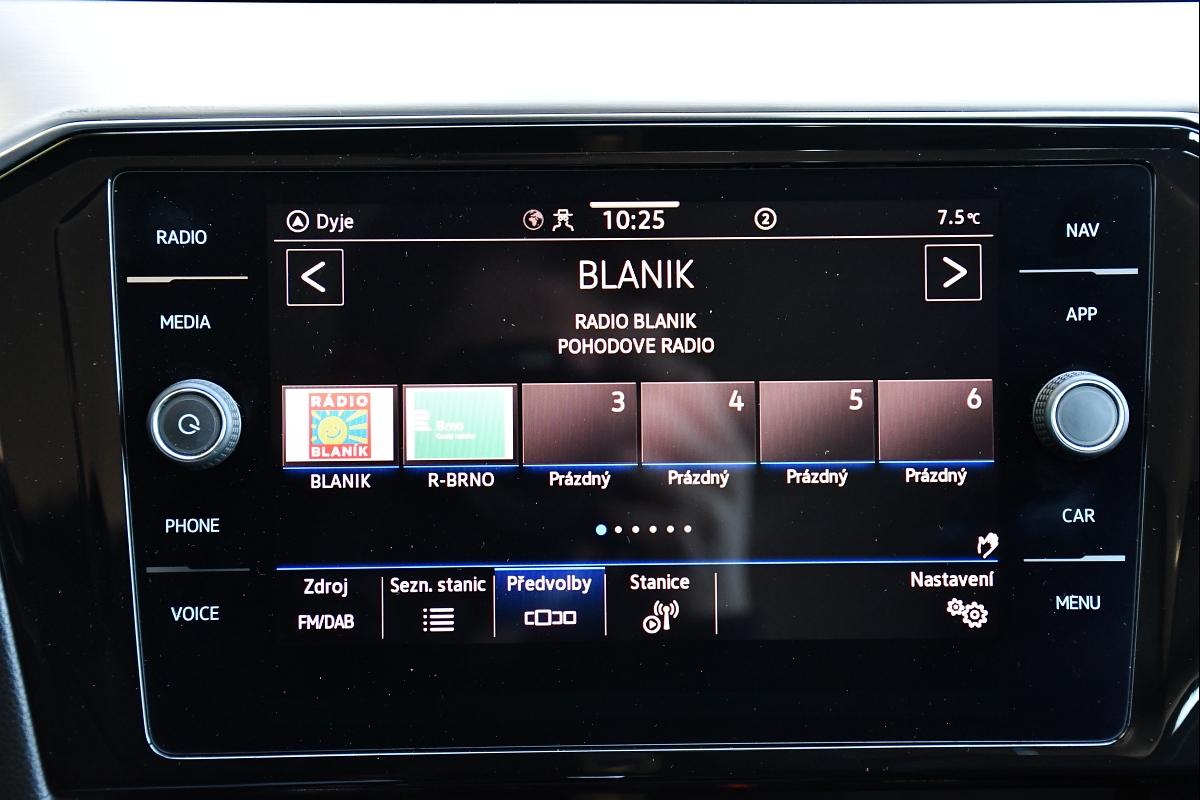 RADIO
MEDIA
PHONE
VOICE
Dyje
10:25
2
7.5°C
BLANIK
RADIO BLANIK
POHODOVE RADIO
RÁDIO
BLANÍK
Brno
3
4
5
6
BLANIK
R-BRNO
Prázdný
Prázdný
Prázdný
Prázdný
Zdroj
FM/DAB
Sezn. stanic
Předvolby
Stanice
Nastavení
NAV
APP
CAR
MENU